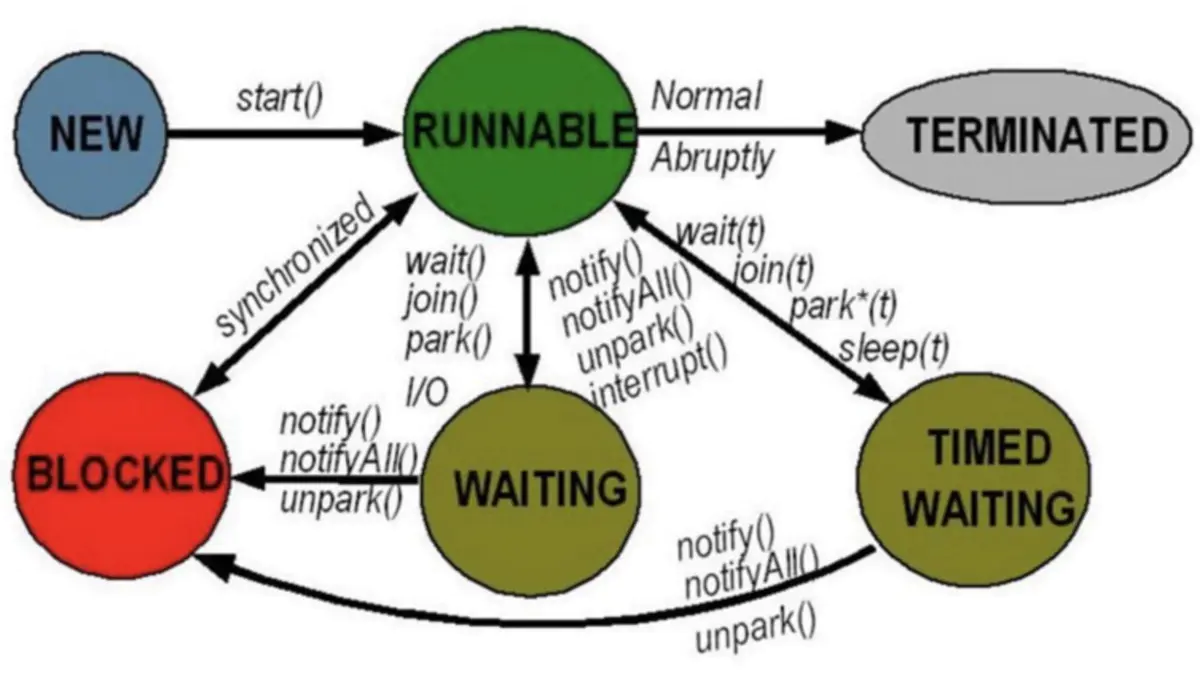 NEW
start()
RUNNABLE
Normal
Abruptly
TERMINATED
synchronized
wait()
join()
park()
I/O
notify()
notifyAll()
unpark()
interrupt()
wait(t)
join(t)
park*(t)
sleep(t)
BLOCKED
notify()
notifyAll()
unpark()
WAITING
TIMED
WAITING
notify()
notifyAll()
unpark()